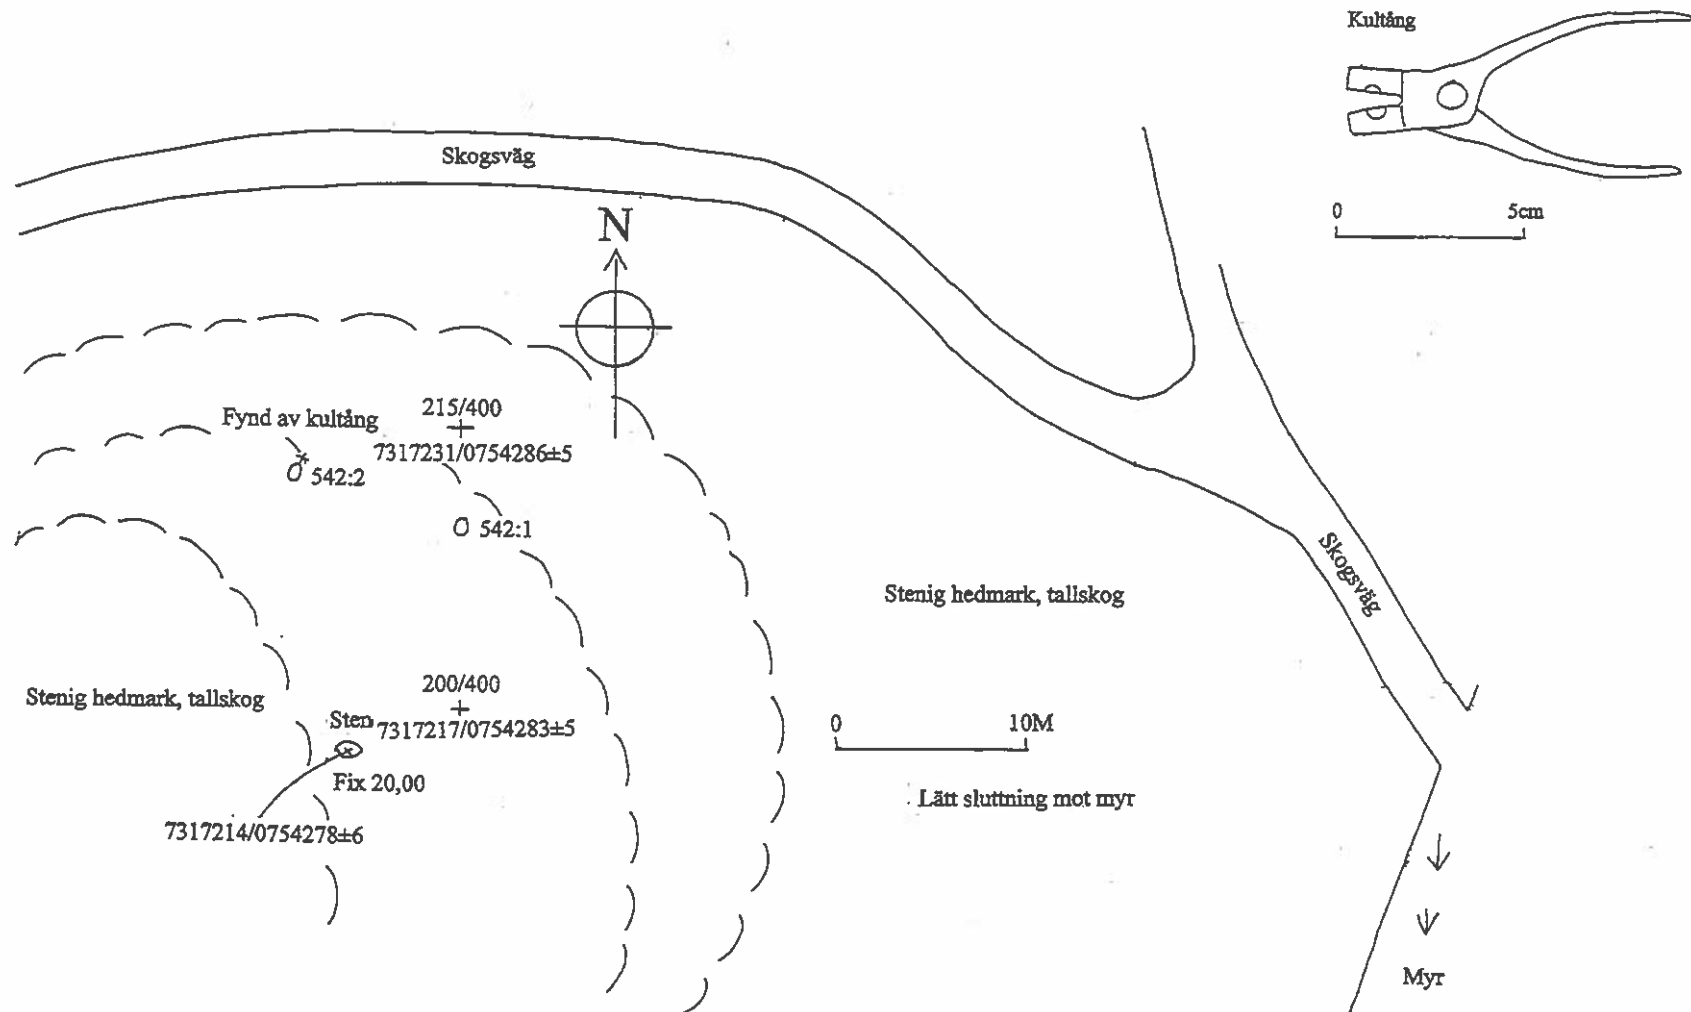 Kultång
0 5cm
Skogsväg
N
Fynd av kultång
215/400
7317231/0754286±5
542:2
542:1
Skogsväg
Stenig hedmark, tallskog
Stenig hedmark, tallskog
200/400
7317217/0754283±5
Sten
Fix 20,00
7317214/0754278±6
0 10M
Lätt sluttning mot myr
Myr